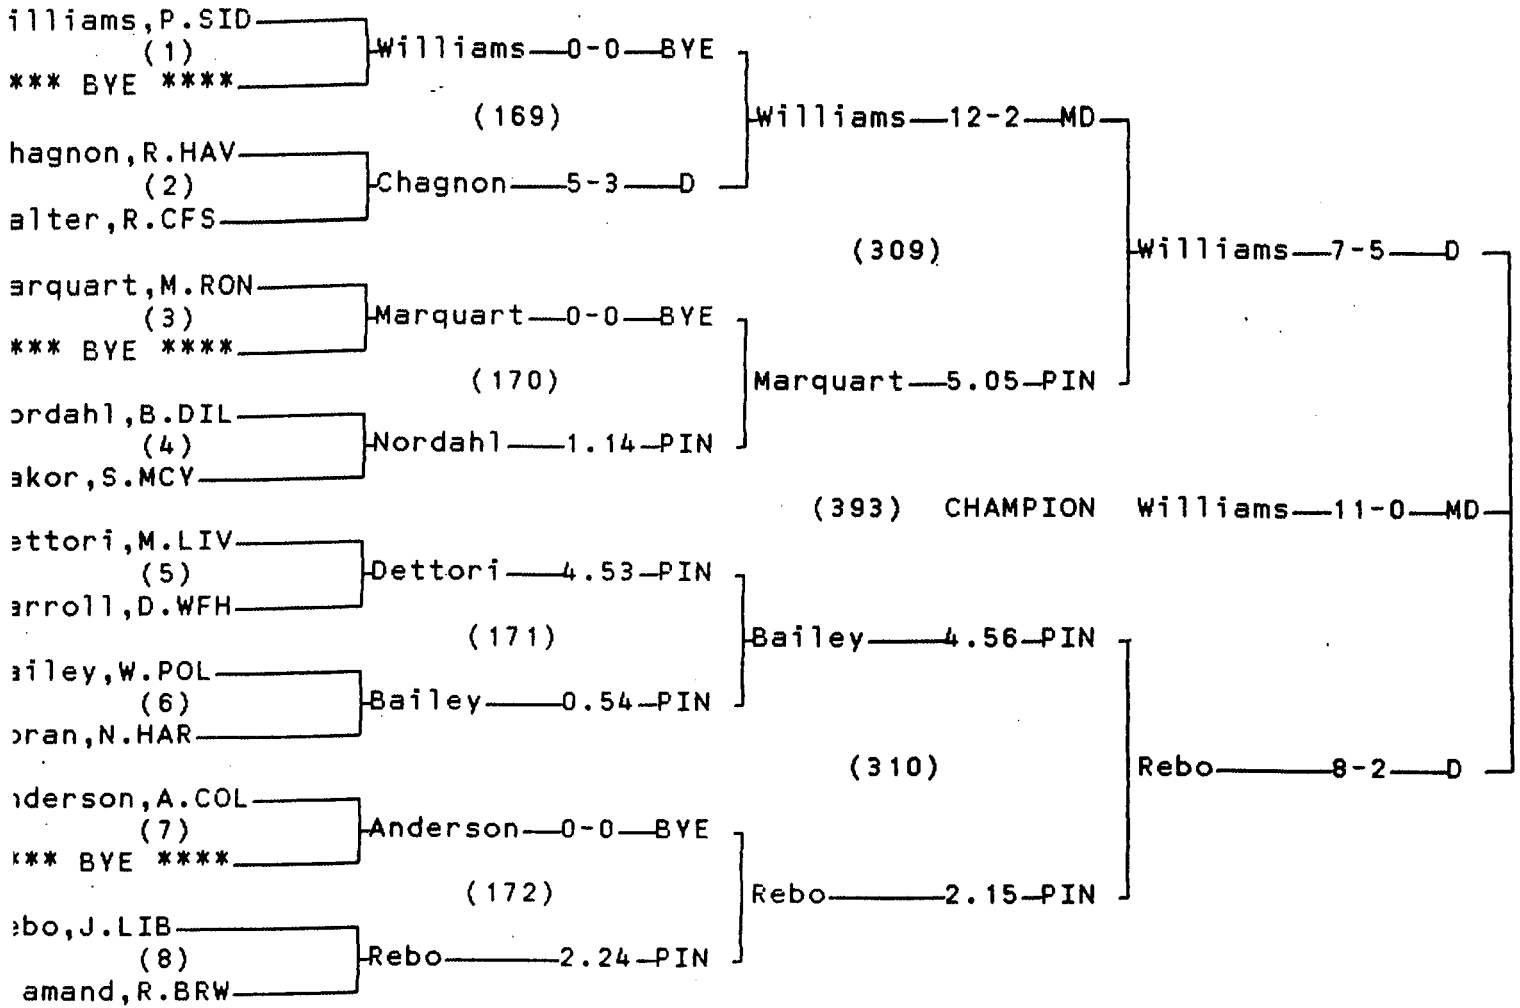 illiams,P.SID
(1) Williams 0-0 BYE
*** BYE ****
(169) Williams 12-2 MD
hagnon,R.HAV
(2) Chagnon 5-3 D
alter,R.CFS
(309) Williams 7-5 D
arquart,M.RON
(3) Marquart 0-0 BYE
*** BYE ****
(170) Marquart 5.05 PIN
ordahl,B.DIL
(4) Nordahl 1.14 PIN
akor,S.MCY
(393) CHAMPION Williams 11-0 MD
ettori,M.LIV
(5) Dettori 4.53 PIN
arroll,D.WFH
(171) Bailey 4.56 PIN
ailey,W.POL
(6) Bailey 0.54 PIN
oran,N.HAR
(310) Rebo 8-2 D
nderson,A.COL
(7) Anderson 0-0 BYE
*** BYE ****
(172) Rebo 2.15 PIN
ebo,J.LIB
(8) Rebo 2.24 PIN
amand,R.BRW